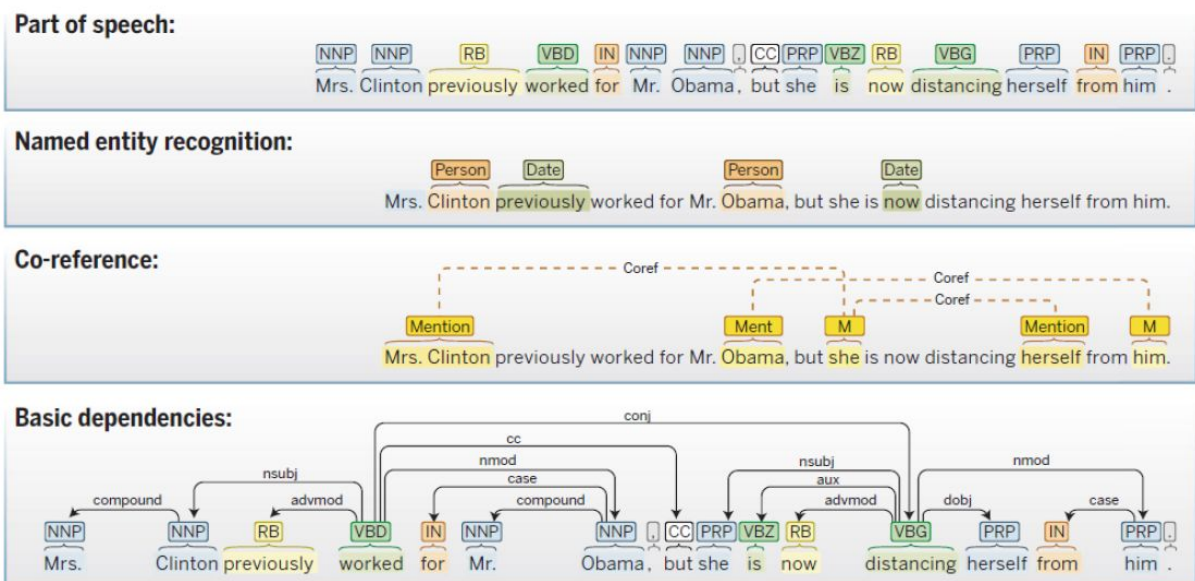 Part of speech:
NNP NNP RB VBD IN NNP NNP , CC PRP VBZ RB VBG PRP IN PRP .
Mrs. Clinton previously worked for Mr. Obama, but she is now distancing herself from him .
Named entity recognition:
Person Date Person Date
Mrs. Clinton previously worked for Mr. Obama, but she is now distancing herself from him.
Co-reference:
Coref
Coref
Coref
Mention Ment M Mention M
Mrs. Clinton previously worked for Mr. Obama, but she is now distancing herself from him.
Basic dependencies:
conj
cc
nmod
nsubj nmod
nsubj case aux
compound advmod compound advmod dobj case
NNP NNP RB VBD IN NNP NNP , CC PRP VBZ RB VBG PRP IN PRP .
Mrs. Clinton previously worked for Mr. Obama, but she is now distancing herself from him .